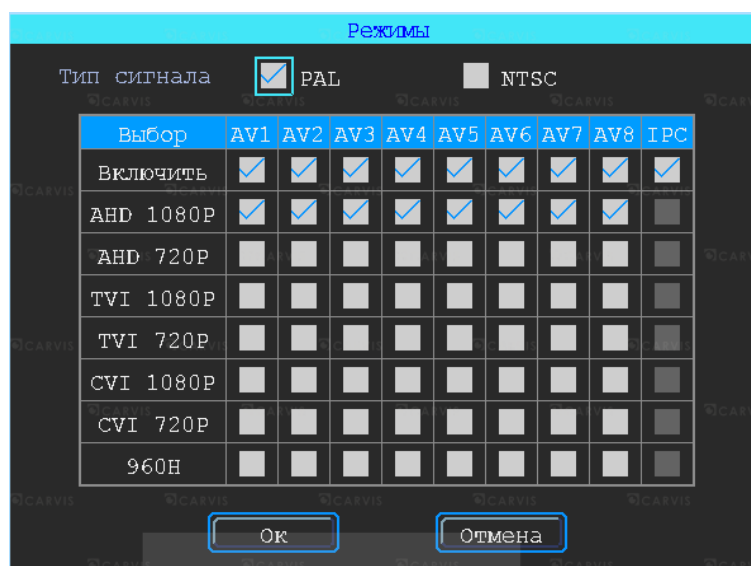 Режимы
Тип сигнала PAL NTSC
Выбор AV1 AV2 AV3 AV4 AV5 AV6 AV7 AV8 IPC
Включить
AHD 1080P
AHD 720P
TVI 1080P
TVI 720P
CVI 1080P
CVI 720P
960H
Ок Отмена